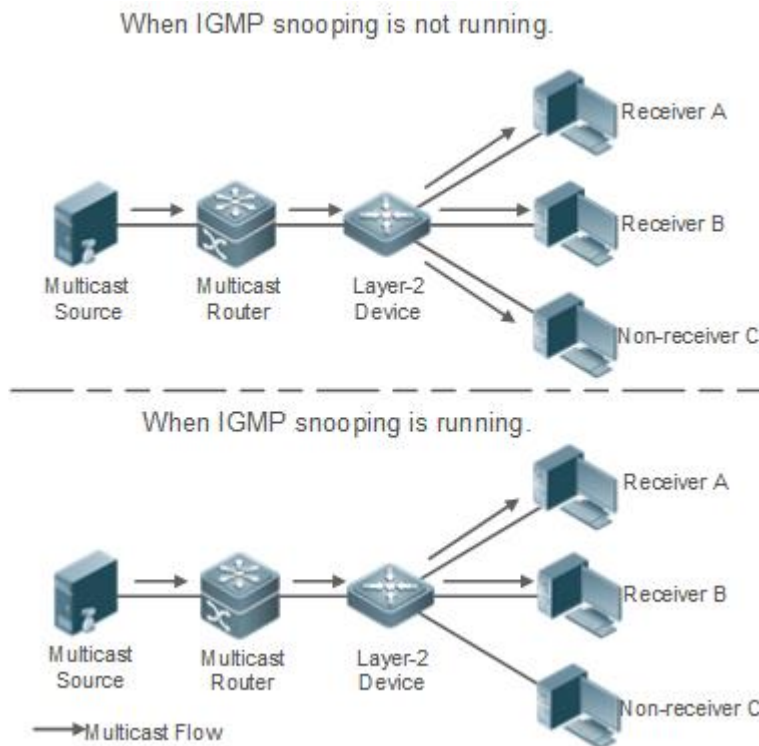 When IGMP snooping is not running.
Receiver A
Receiver B
Multicast
Source
Multicast
Router
Layer-2
Device
Non-receiver C
When IGMP snooping is running.
Receiver A
Receiver B
Multicast
Source
Multicast
Router
Layer-2
Device
Non-receiver C
Multicast Flow